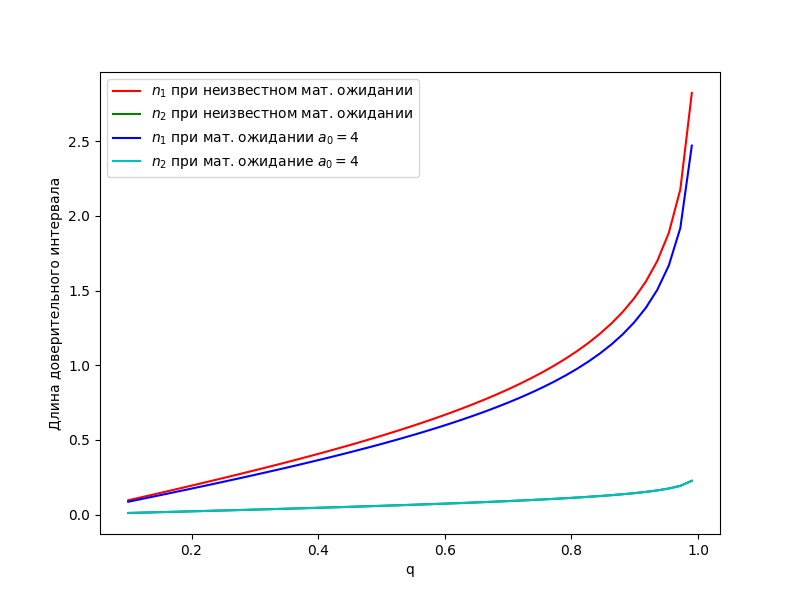 n₁ при неизвестном мат. ожидании
n₂ при неизвестном мат. ожидании
n₁ при мат. ожидании a₀ = 4
n₂ при мат. ожидание a₀ = 4
Длина доверительного интервала
2.5
2.0
1.5
1.0
0.5
0.0
0.2 0.4 0.6 0.8 1.0
q